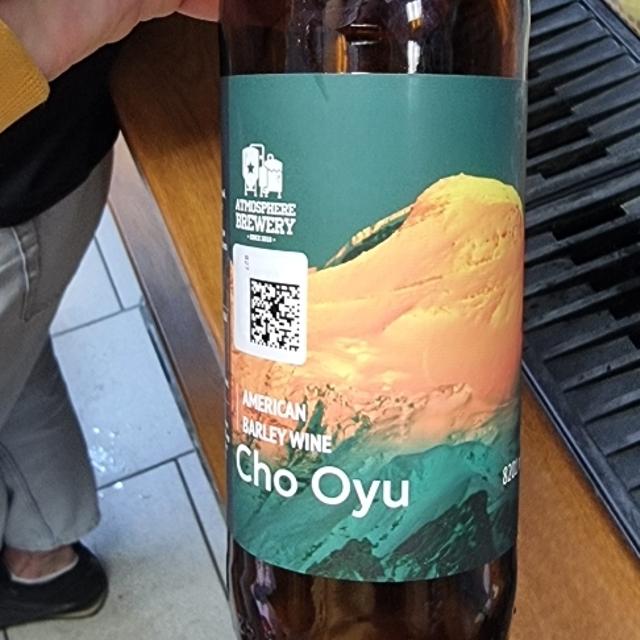 ATMOSPHERE
BREWERY
AMERICAN
BARLEY WINE
Cho Oyu